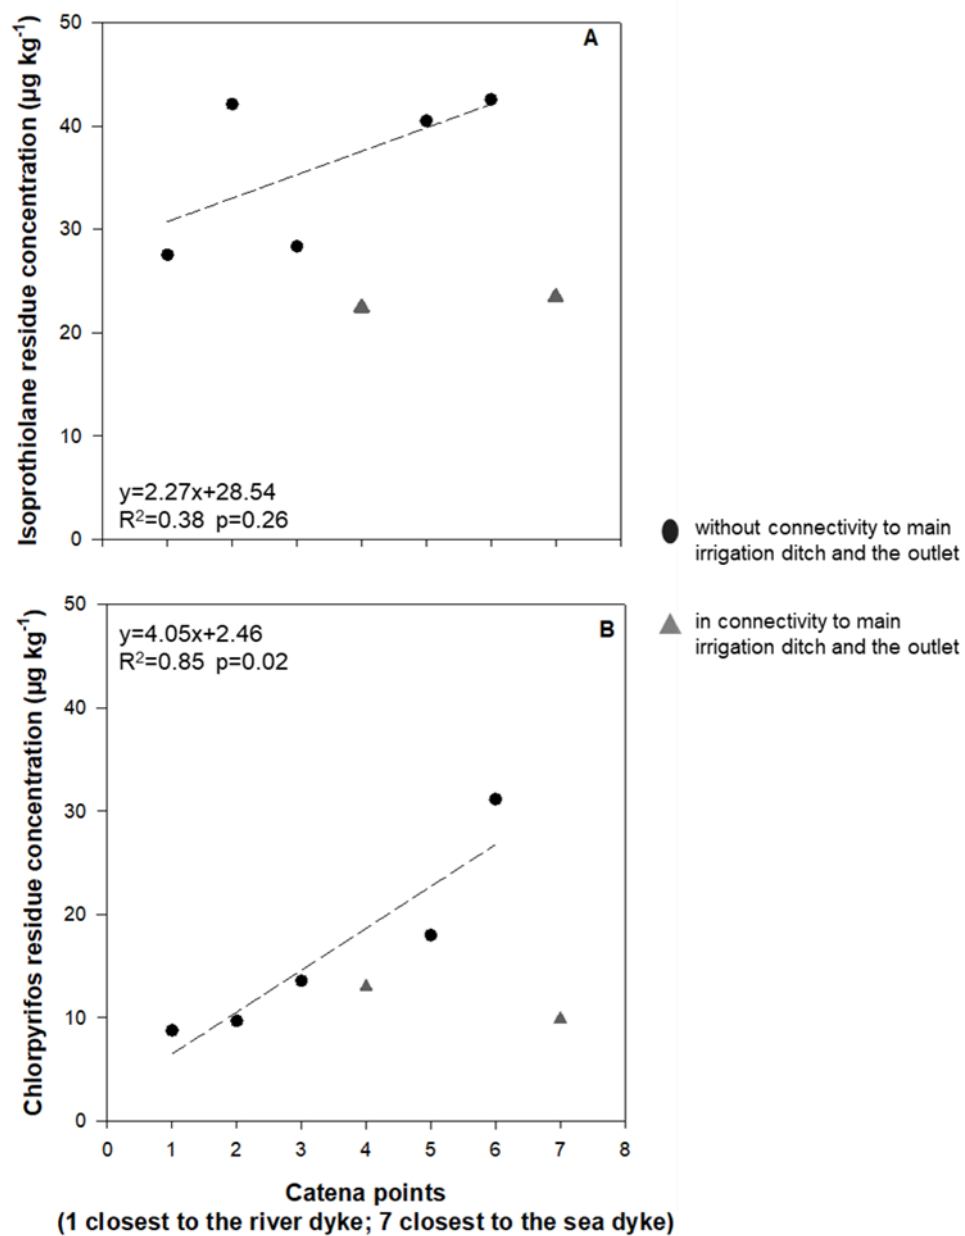 Isoprothiolane residue concentration (µg kg⁻¹)
50
40
30
20
10
0
A
y=2.27x+28.54
R²=0.38 p=0.26
without connectivity to main
irrigation ditch and the outlet
in connectivity to main
irrigation ditch and the outlet
Chlorpyrifos residue concentration (µg kg⁻¹)
50
40
30
20
10
0
y=4.05x+2.46
R²=0.85 p=0.02
B
0 1 2 3 4 5 6 7 8
Catena points
(1 closest to the river dyke; 7 closest to the sea dyke)